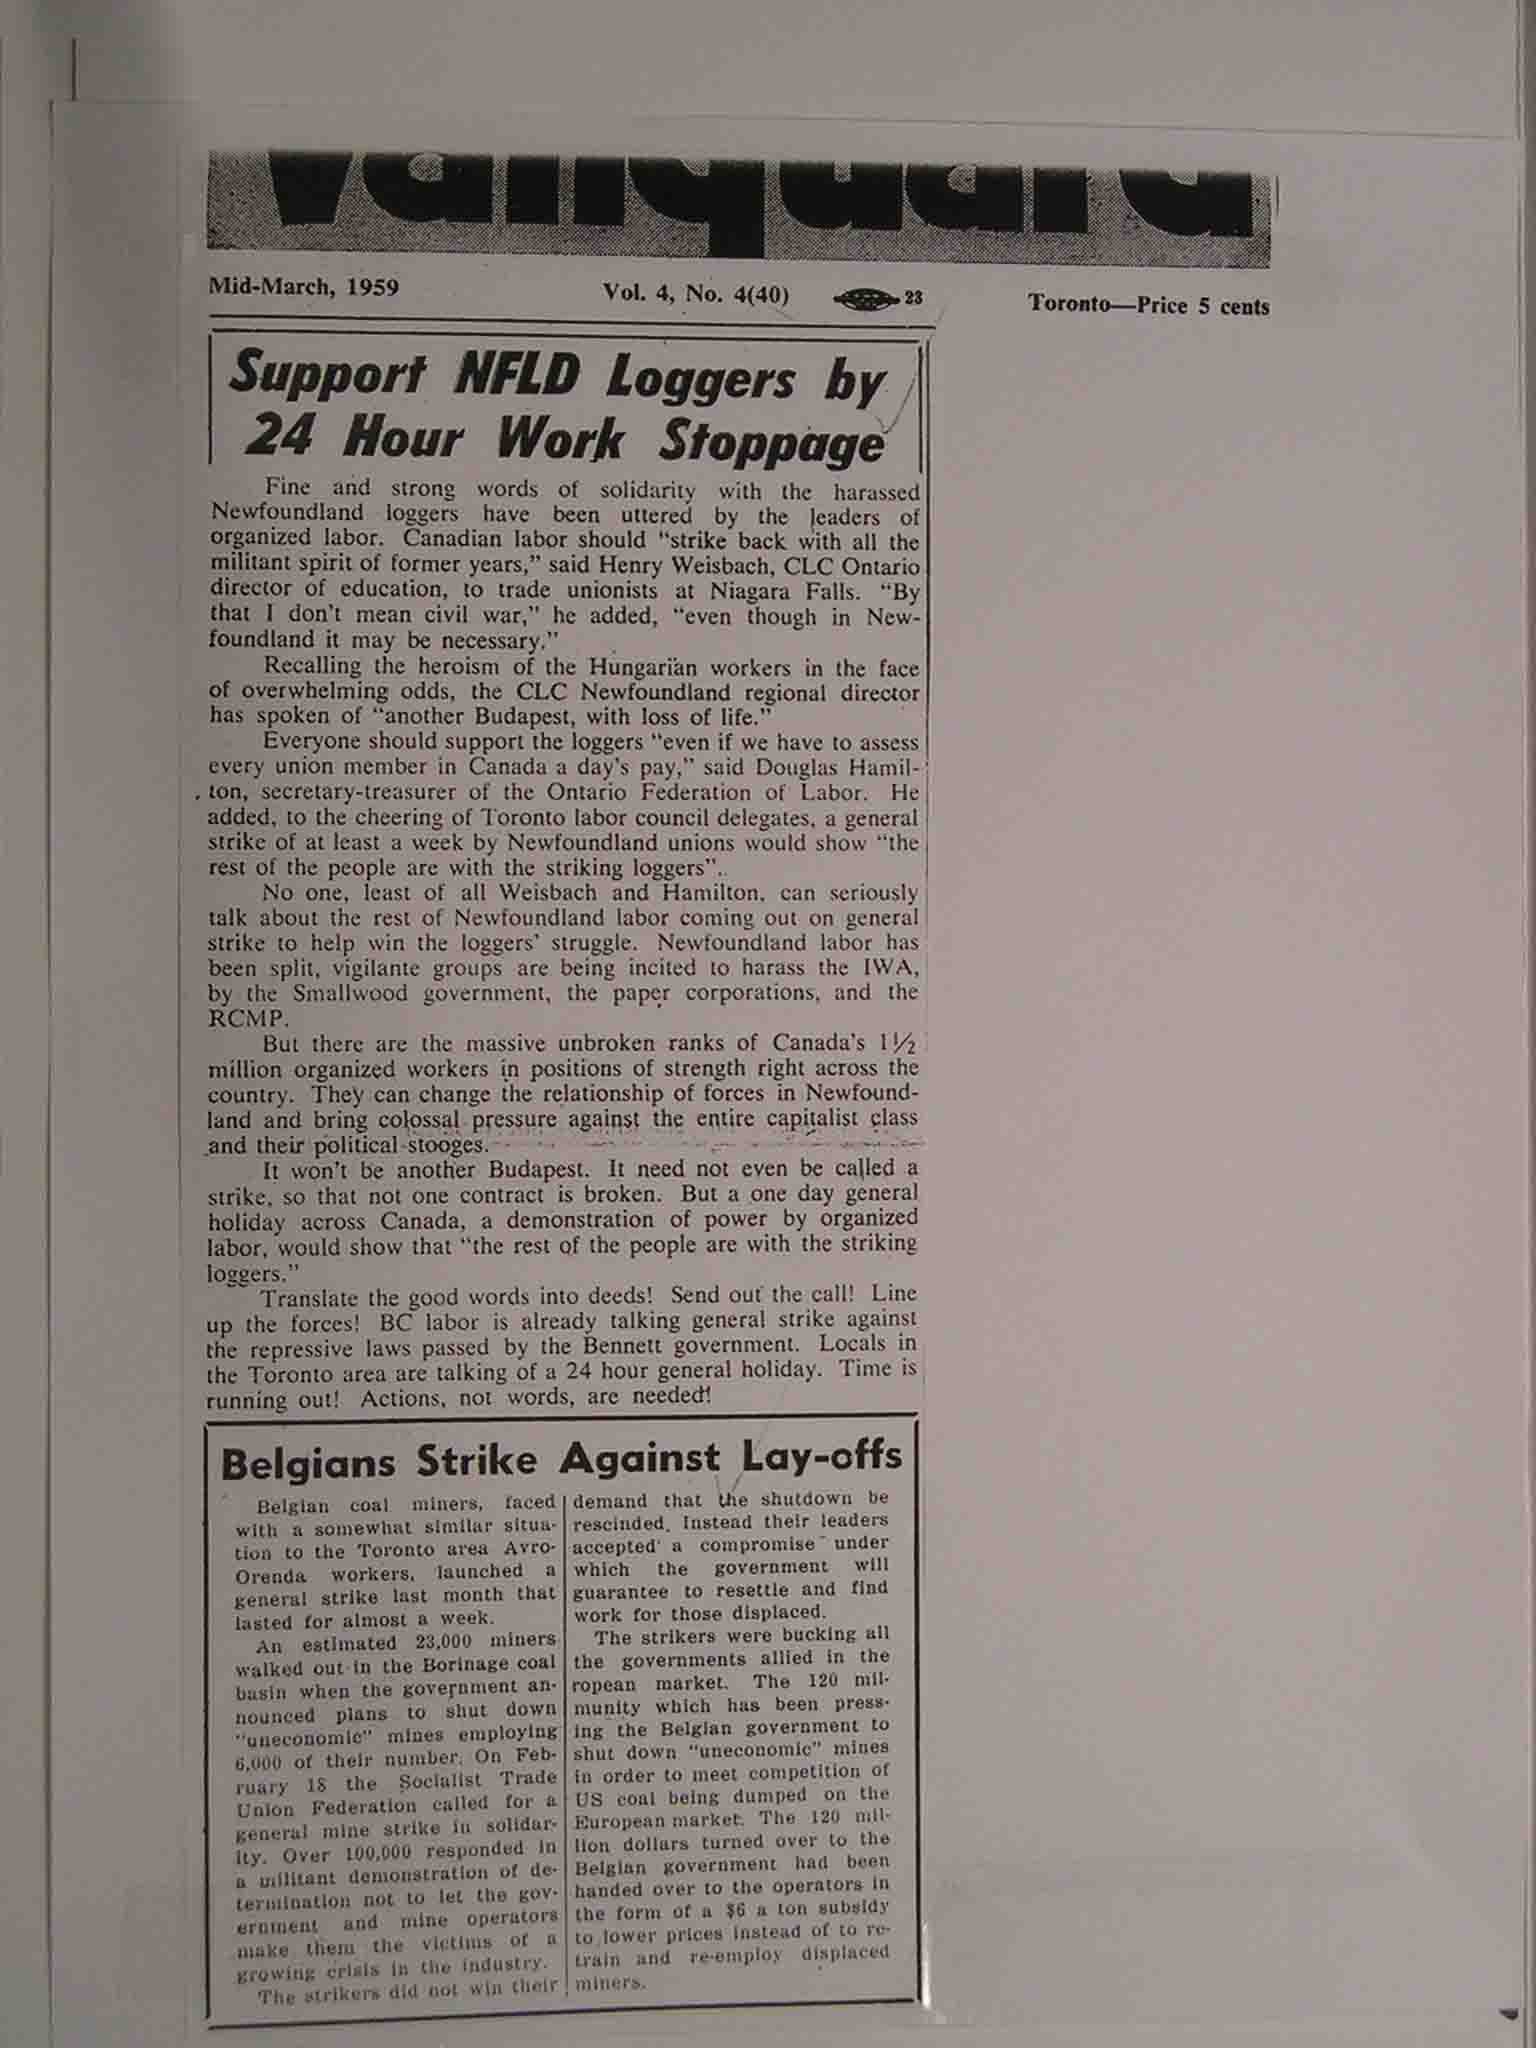 Vanguard
Mid-March, 1959
Vol. 4, No. 4(40)
23
Toronto—Price 5 cents
Support NFLD Loggers by
24 Hour Work Stoppage
Fine and strong words of solidarity with the harassed
Newfoundland loggers have been uttered by the leaders of
organized labor. Canadian labor should “strike back with all the
militant spirit of former years,” said Henry Weisbach, CLC Ontario
director of education, to trade unionists at Niagara Falls. “By
that I don't mean civil war,” he added, “even though in New-
foundland it may be necessary.”
Recalling the heroism of the Hungarian workers in the face
of overwhelming odds, the CLC Newfoundland regional director
has spoken of “another Budapest, with loss of life.”
Everyone should support the loggers “even if we have to assess
every union member in Canada a day's pay,” said Douglas Hamil-
ton, secretary-treasurer of the Ontario Federation of Labor. He
added, to the cheering of Toronto labor council delegates, a general
strike of at least a week by Newfoundland unions would show “the
rest of the people are with the striking loggers”.
No one, least of all Weisbach and Hamilton, can seriously
talk about the rest of Newfoundland labor coming out on general
strike to help win the loggers' struggle. Newfoundland labor has
been split, vigilante groups are being incited to harass the IWA,
by the Smallwood government, the paper corporations, and the
RCMP.
But there are the massive unbroken ranks of Canada's 1½
million organized workers in positions of strength right across the
country. They can change the relationship of forces in Newfound-
land and bring colossal pressure against the entire capitalist class
and their political stooges.
It won't be another Budapest. It need not even be called a
strike, so that not one contract is broken. But a one day general
holiday across Canada, a demonstration of power by organized
labor, would show that “the rest of the people are with the striking
loggers.”
Translate the good words into deeds! Send out the call! Line
up the forces! BC labor is already talking general strike against
the repressive laws passed by the Bennett government. Locals in
the Toronto area are talking of a 24 hour general holiday. Time is
running out! Actions, not words, are needed!
Belgians Strike Against Lay-offs
Belgian coal miners, faced
with a somewhat similar situa-
tion to the Toronto area Avro-
Orenda workers, launched a
general strike last month that
lasted for almost a week.
An estimated 23,000 miners
walked out in the Borinage coal
basin when the government an-
nounced plans to shut down
“uneconomic” mines employing
6,000 of their number. On Feb-
ruary 18 the Socialist Trade
Union Federation called for a
general mine strike in solidar-
ity. Over 100,000 responded in
a militant demonstration of de-
termination not to let the gov-
ernment and mine operators
make them the victims of a
growing crisis in the industry.
The strikers did not win their
demand that the shutdown be
rescinded. Instead their leaders
accepted a compromise under
which the government will
guarantee to resettle and find
work for those displaced.
The strikers were bucking all
the governments allied in the
ropean market. The 120 mil-
munity which has been press-
ing the Belgian government to
shut down “uneconomic” mines
in order to meet competition of
US coal being dumped on the
European market. The 120 mil-
lion dollars turned over to the
Belgian government had been
handed over to the operators in
the form of a $6 a ton subsidy
to lower prices instead of to re-
train and re-employ displaced
miners.